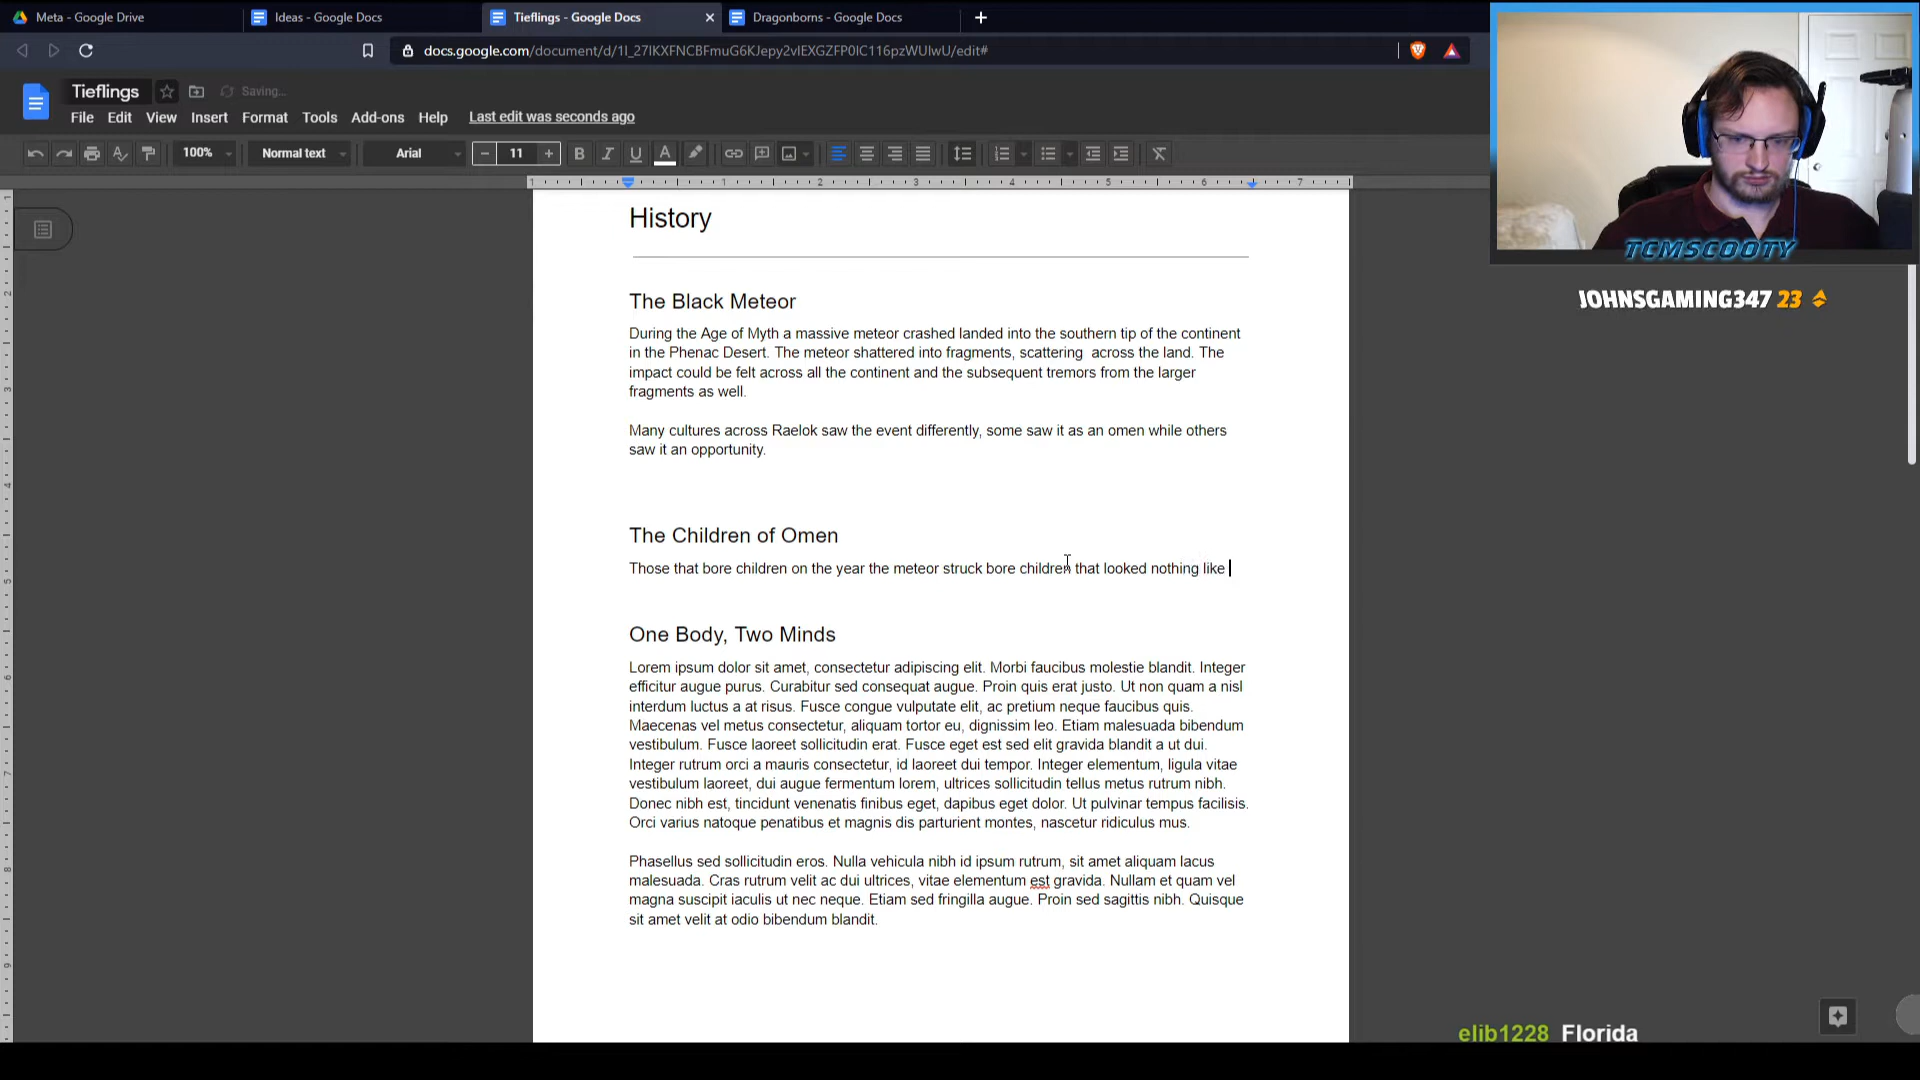 Meta - Google Drive
Ideas - Google Docs
Tieflings - Google Docs
Dragonborns - Google Docs
docs.google.com/document/d/1I_27IKXFNCBFmuG6KJepy2vIEXGZFP0IC116pzWUIwU/edit#
Tieflings
Saving...
File Edit View Insert Format Tools Add-ons Help Last edit was seconds ago
100% Normal text Arial 11
History
The Black Meteor
During the Age of Myth a massive meteor crashed landed into the southern tip of the continent
in the Phenac Desert. The meteor shattered into fragments, scattering  across the land. The
impact could be felt across all the continent and the subsequent tremors from the larger
fragments as well.
Many cultures across Raelok saw the event differently, some saw it as an omen while others
saw it an opportunity.
The Children of Omen
Those that bore children on the year the meteor struck bore children that looked nothing like
One Body, Two Minds
Lorem ipsum dolor sit amet, consectetur adipiscing elit. Morbi faucibus molestie blandit. Integer
efficitur augue purus. Curabitur sed consequat augue. Proin quis erat justo. Ut non quam a nisl
interdum luctus a at risus. Fusce congue vulputate elit, ac pretium neque faucibus quis.
Maecenas vel metus consectetur, aliquam tortor eu, dignissim leo. Etiam malesuada bibendum
vestibulum. Fusce laoreet sollicitudin erat. Fusce eget est sed elit gravida blandit a ut dui.
Integer rutrum orci a mauris consectetur, id laoreet dui tempor. Integer elementum, ligula vitae
vestibulum laoreet, dui augue fermentum lorem, ultrices sollicitudin tellus metus rutrum nibh.
Donec nibh est, tincidunt venenatis finibus eget, dapibus eget dolor. Ut pulvinar tempus facilisis.
Orci varius natoque penatibus et magnis dis parturient montes, nascetur ridiculus mus.
Phasellus sed sollicitudin eros. Nulla vehicula nibh id ipsum rutrum, sit amet aliquam lacus
malesuada. Cras rutrum velit ac dui ultrices, vitae elementum est gravida. Nullam et quam vel
magna suscipit iaculis ut nec neque. Etiam sed fringilla augue. Proin sed sagittis nibh. Quisque
sit amet velit at odio bibendum blandit.
TCMSCOOTY
JOHNSGAMING347 23
elib1228 Florida